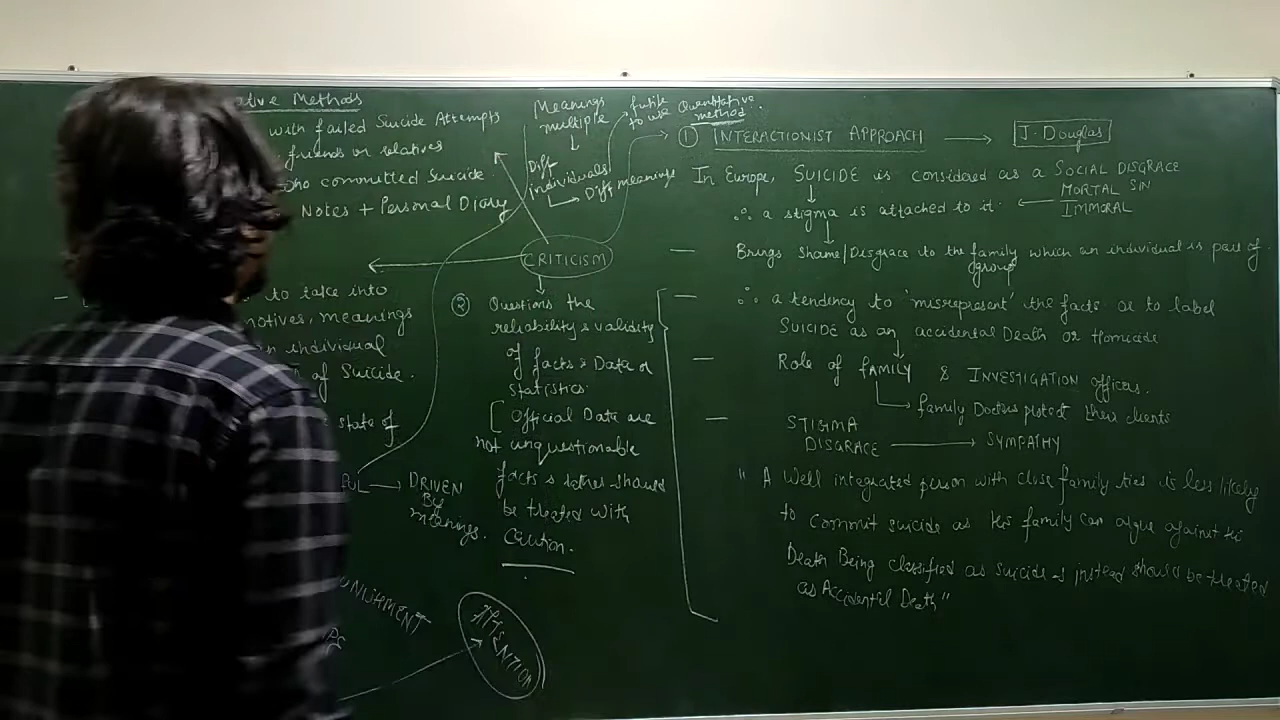 ative Methods
with failed Suicide Attempts
friends or relatives
who committed Suicide.
Notes + Personal Diary
to take into
motives, meanings
an individual
of Suicide.
state of
DRIVEN
By
meanings.
UNISHMENT
ATTENTION
Meanings
multiple
Diff
individuals
Diff meanings
futile
to use
Quantitative
method.
CRITICISM
② Questions the
reliability & validity
of facts & Data or
statistics.
[ Official Data are
not unquestionable
facts & should
be treated with
Caution.
① INTERACTIONIST APPROACH → J. Douglas
In Europe, SUICIDE is considered as a SOCIAL DISGRACE
MORTAL SIN
IMMORAL
∴ a stigma is attached to it.
— Brings Shame/Disgrace to the family which an individual is part of.
/group
— ∴ a tendency to 'misrepresent' the facts or to label
SUICIDE as an accidental Death or Homicide
— Role of fAMILY & INVESTIGATION officers.
family Doctors protect their clients
— STIGMA
DISGRACE → SYMPATHY
" A Well integrated person with close family ties is less likely
to commit suicide as his family can argue against his
Death Being classified as suicide & instead should be treated
as Accidental Death"